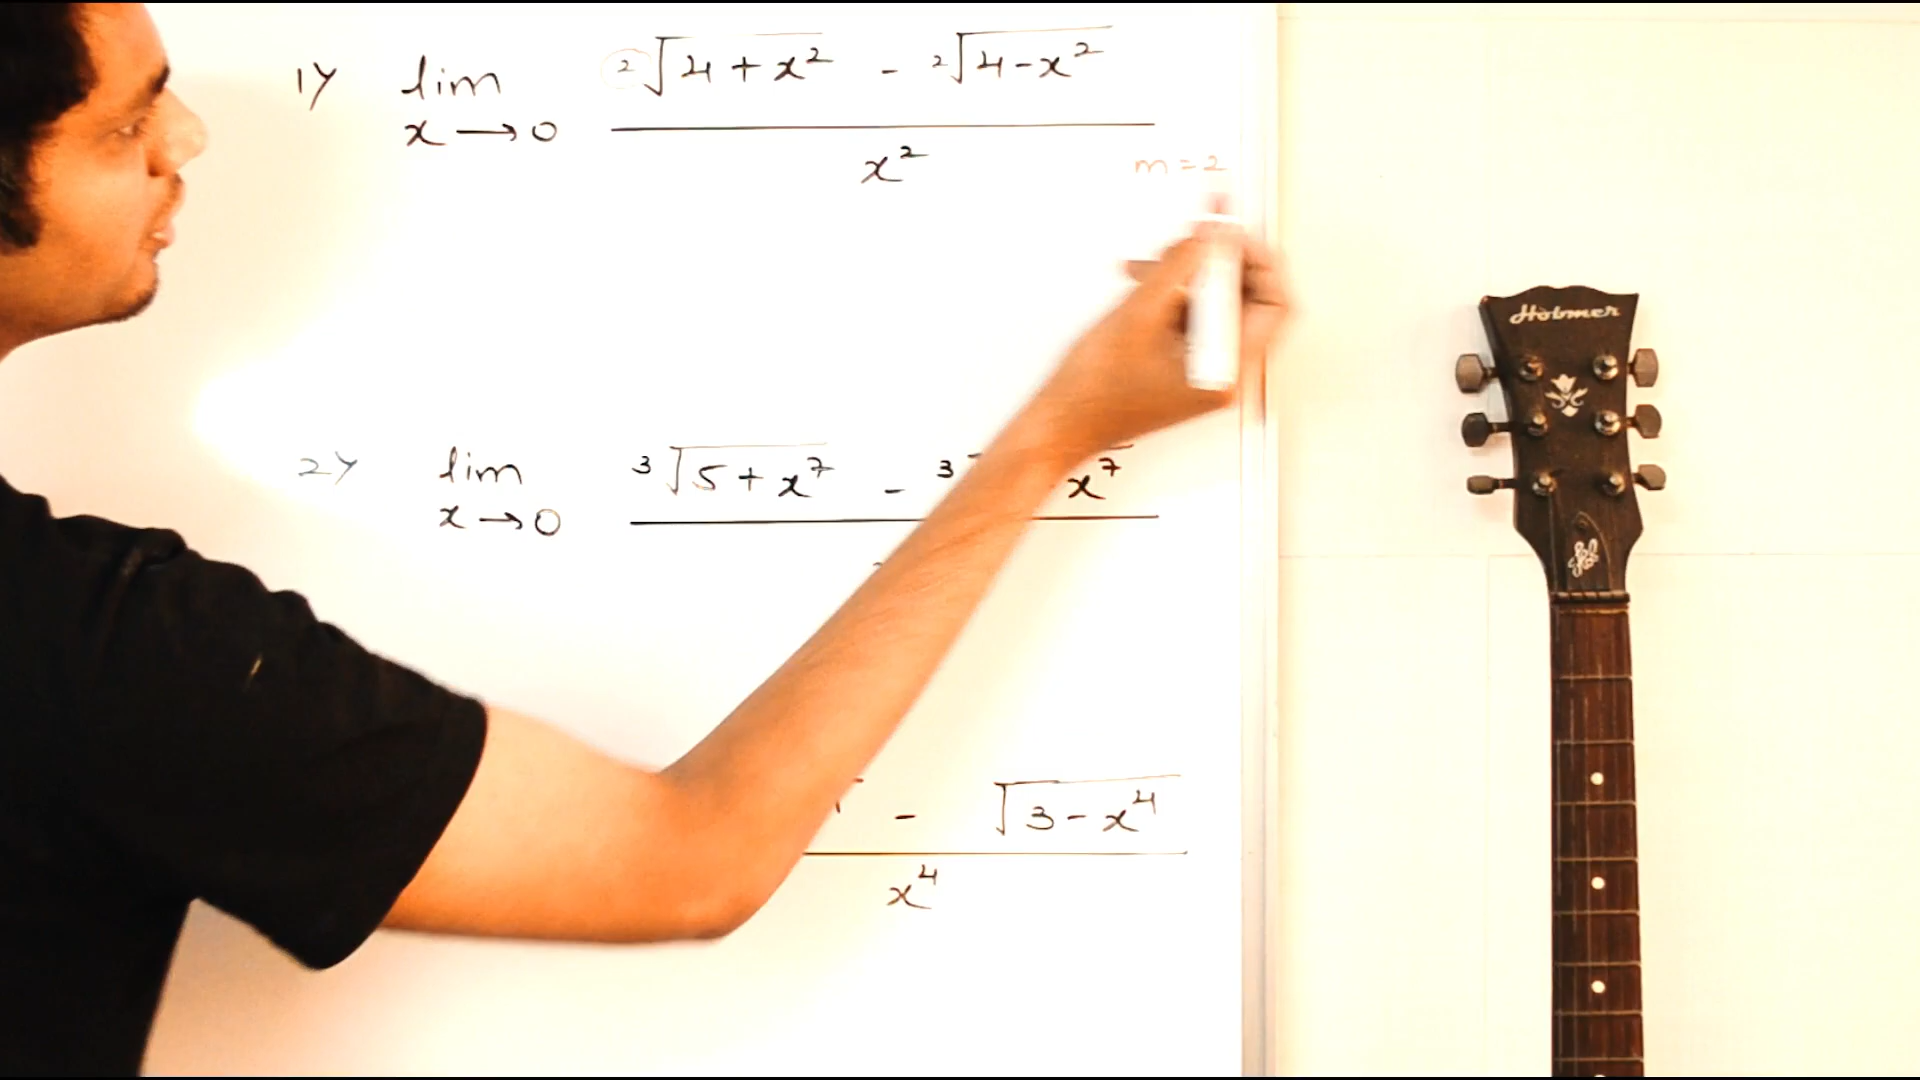 1) lim x→0 (²√(4+x²) - ²√(4-x²)) / x²
m = 2
2) lim x→0 ³√(5+x⁷) - ³√ x⁷
- √(3-x⁴)
x⁴
Hobmer